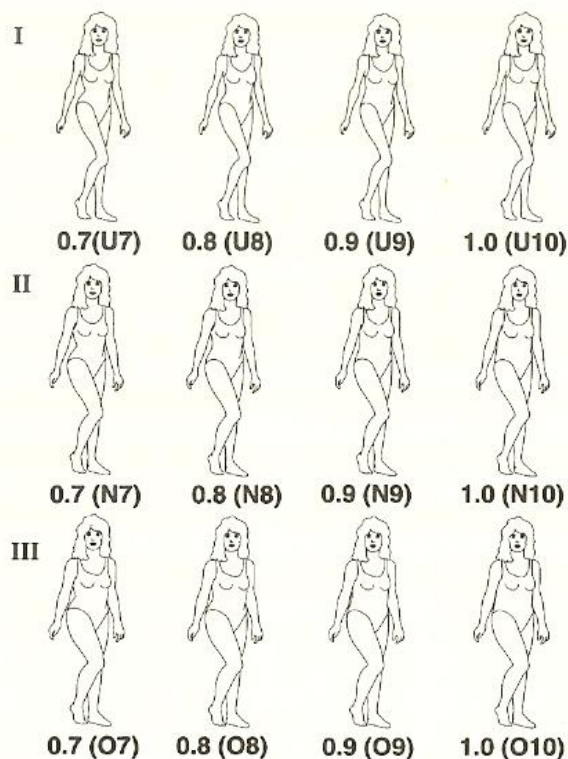 I
0.7(U7) 0.8 (U8) 0.9 (U9) 1.0 (U10)
II
0.7 (N7) 0.8 (N8) 0.9 (N9) 1.0 (N10)
III
0.7 (O7) 0.8 (O8) 0.9 (O9) 1.0 (O10)